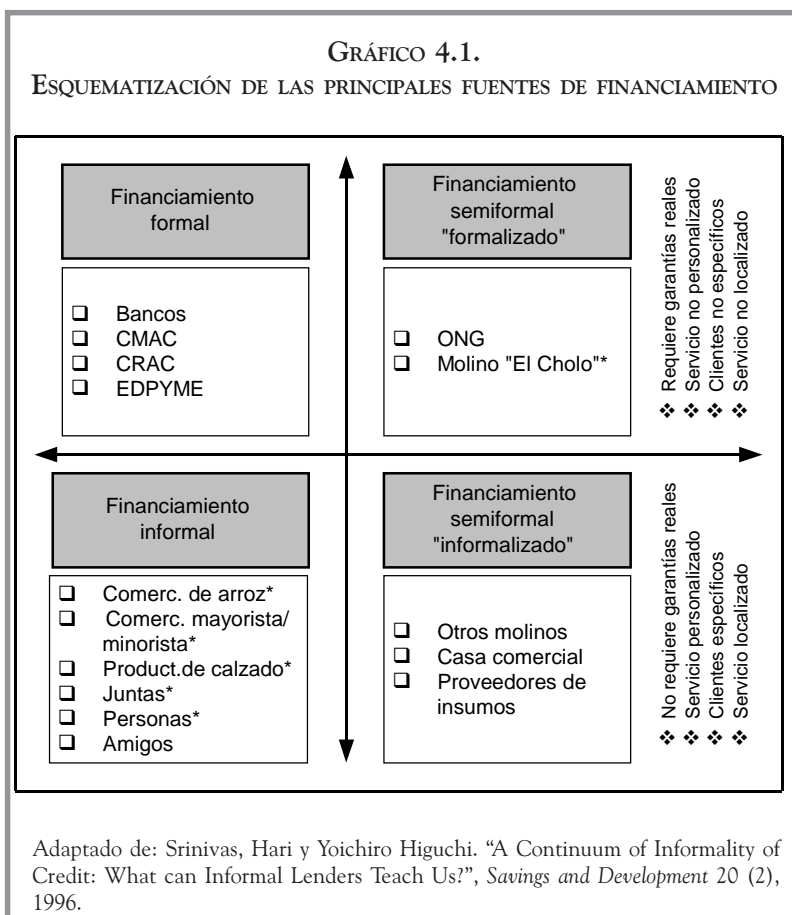 GRÁFICO 4.1.
ESQUEMATIZACIÓN DE LAS PRINCIPALES FUENTES DE FINANCIAMIENTO
Financiamiento
formal
❑ Bancos
❑ CMAC
❑ CRAC
❑ EDPYME
Financiamiento
semiformal
"formalizado"
❑ ONG
❑ Molino "El Cholo"*
❖ Requiere garantías reales
❖ Servicio no personalizado
❖ Clientes no específicos
❖ Servicio no localizado
Financiamiento
informal
❑ Comerc. de arroz*
❑ Comerc. mayorista/
minorista*
❑ Product.de calzado*
❑ Juntas*
❑ Personas*
❑ Amigos
Financiamiento
semiformal
"informalizado"
❑ Otros molinos
❑ Casa comercial
❑ Proveedores de
insumos
❖ No requiere garantías reales
❖ Servicio personalizado
❖ Clientes específicos
❖ Servicio localizado
Adaptado de: Srinivas, Hari y Yoichiro Higuchi. “A Continuum of Informality of
Credit: What can Informal Lenders Teach Us?”, Savings and Development 20 (2),
1996.